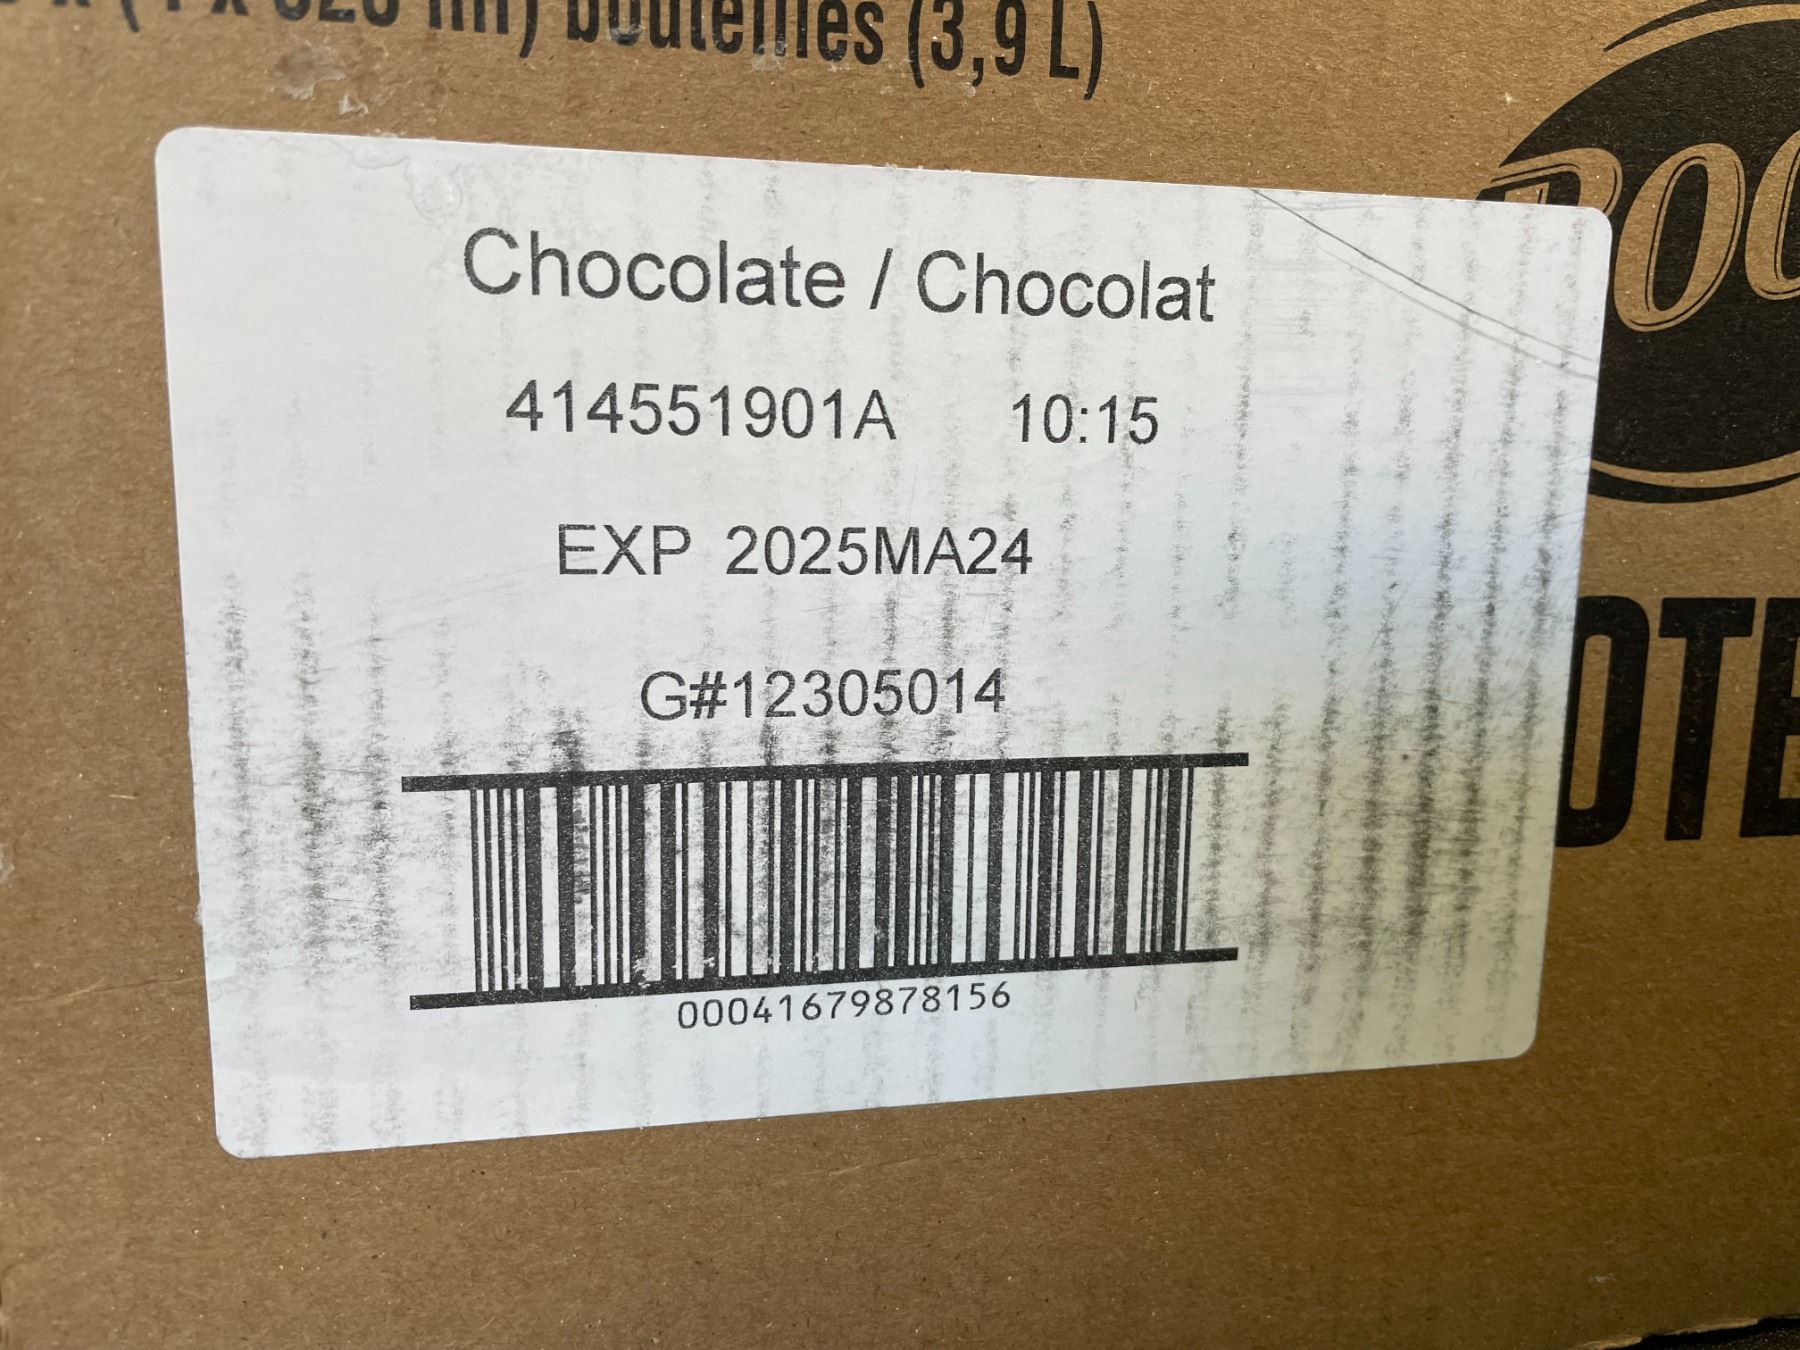 bouteilles (3,9 L)
Chocolate / Chocolat
414551901A 10:15
EXP 2025MA24
G#12305014
00041679878156